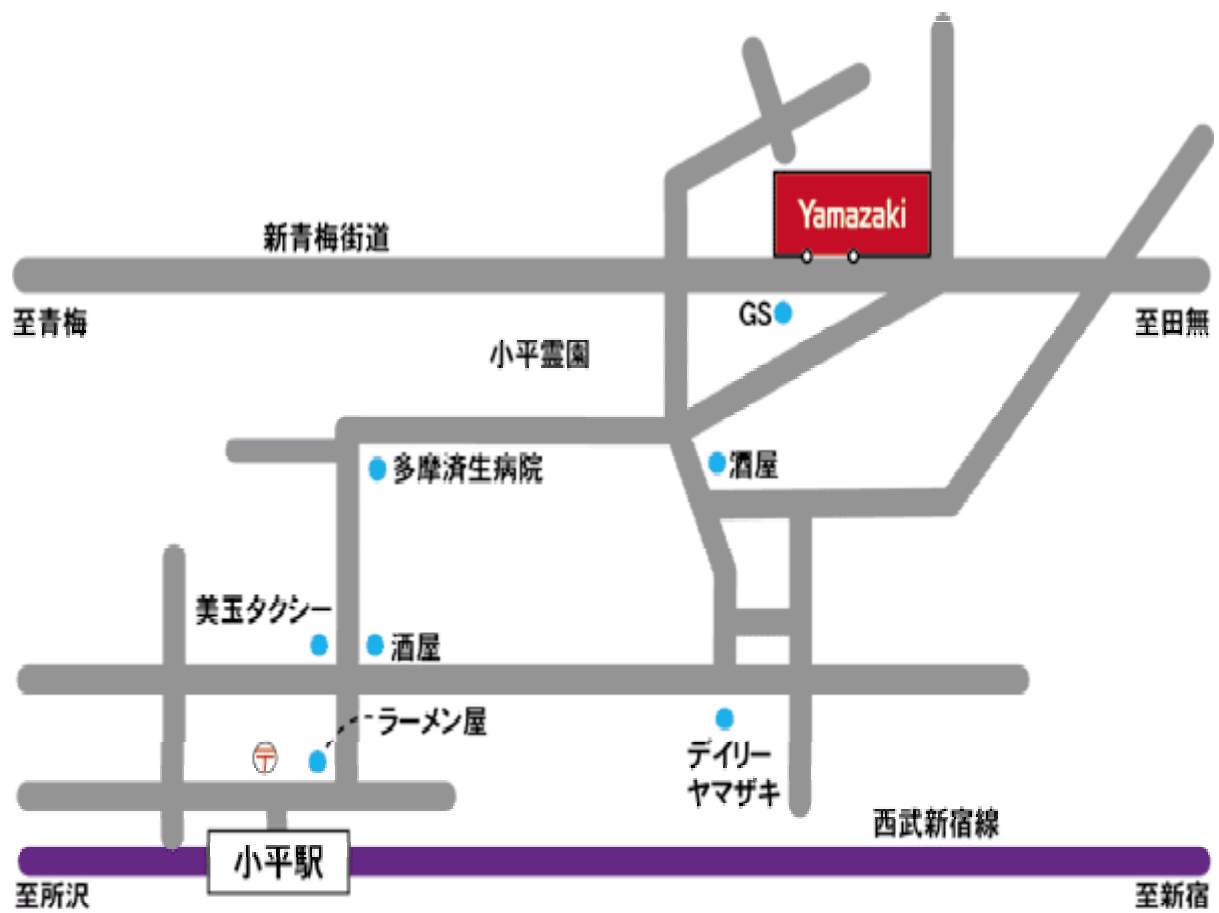 Yamazaki
新青梅街道
至青梅
GS
至田無
小平霊園
多摩済生病院
酒屋
美玉タクシー
酒屋
ラーメン屋
〒
デイリー
ヤマザキ
西武新宿線
小平駅
至所沢
至新宿